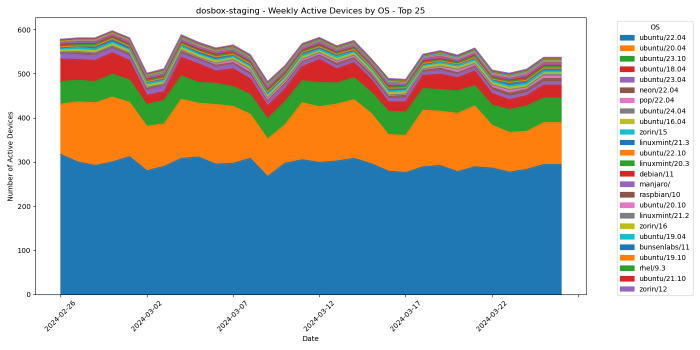 dosbox-staging - Weekly Active Devices by OS - Top 25
Number of Active Devices
600
500
400
300
200
100
0
2024-02-26
2024-03-02
2024-03-07
2024-03-12
2024-03-17
2024-03-22
Date
OS
ubuntu/22.04
ubuntu/20.04
ubuntu/23.10
ubuntu/18.04
ubuntu/23.04
neon/22.04
pop/22.04
ubuntu/24.04
ubuntu/16.04
zorin/15
linuxmint/21.3
ubuntu/22.10
linuxmint/20.3
debian/11
manjaro/
raspbian/10
ubuntu/20.10
linuxmint/21.2
zorin/16
ubuntu/19.04
bunsenlabs/11
ubuntu/19.10
rhel/9.3
ubuntu/21.10
zorin/12